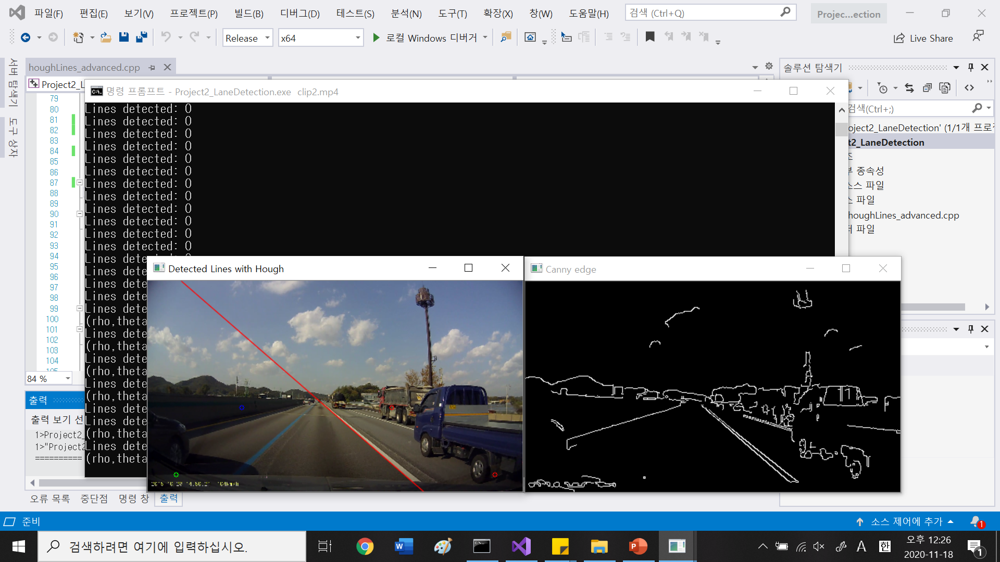 파일(F) 편집(E) 보기(V) 프로젝트(P) 빌드(B) 디버그(D) 테스트(S) 분석(N) 도구(T) 확장(X) 창(W) 도움말(H) 검색 (Ctrl+Q) Projec...ection
Release x64 로컬 Windows 디버거 Live Share
서버 탐색기
도구 상자
houghLines_advanced.cpp
솔루션 탐색기
Project2_L
명령 프롬프트 - Project2_LaneDetection.exe clip2.mp4
검색(Ctrl+;)
oject2_LaneDetection' (1/1개
t2_LaneDetection
종속성
파일
파일
houghLines_advanced.cpp
파일
79
80
81
82
83
84
85
86
87
88
89
90
91
92
93
94
95
96
97
98
99
100
101
102
103
104
84 %
Lines detected: 0
Lines detected: 0
Lines detected: 0
Lines detected: 0
Lines detected: 0
Lines detected: 0
Lines detected: 0
Lines detected: 0
Lines detected: 0
Lines detected: 0
Lines detected: 0
Lines detected: 0
Lines dete
Lines dete
Lines dete
Lines dete
Lines dete
(rho,theta
Lines dete
(rho,theta
Lines dete
(rho,theta
Lines dete
(rho,theta
Lines dete
Lines dete
(rho,theta
Lines dete
(rho,theta
Detected Lines with Hough
2015.10.20 14.50.21 104km/h
Canny edge
출력
출력 보기 선
1>Project2_
1>"Project2
==========
오류 목록 중단점 명령 창 출력
준비 소스 제어에 추가 1
검색하려면 여기에 입력하십시오.
A 한 오후 12:26
2020-11-18 1